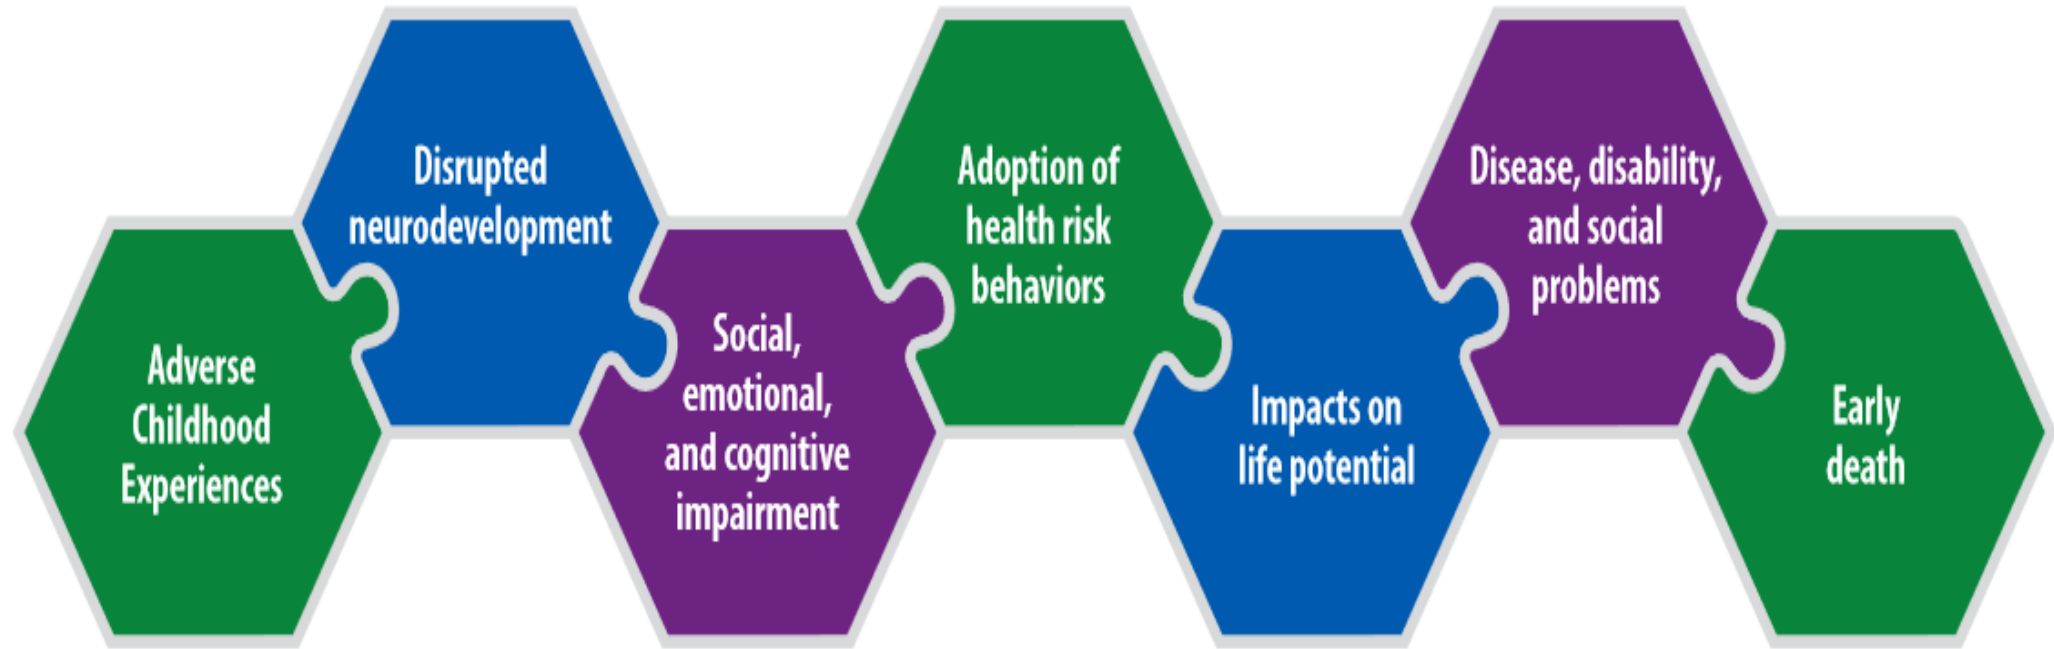 Adverse
Childhood
Experiences
Disrupted
neurodevelopment
Social,
emotional,
and cognitive
impairment
Adoption of
health risk
behaviors
Impacts on
life potential
Disease, disability,
and social
problems
Early
death